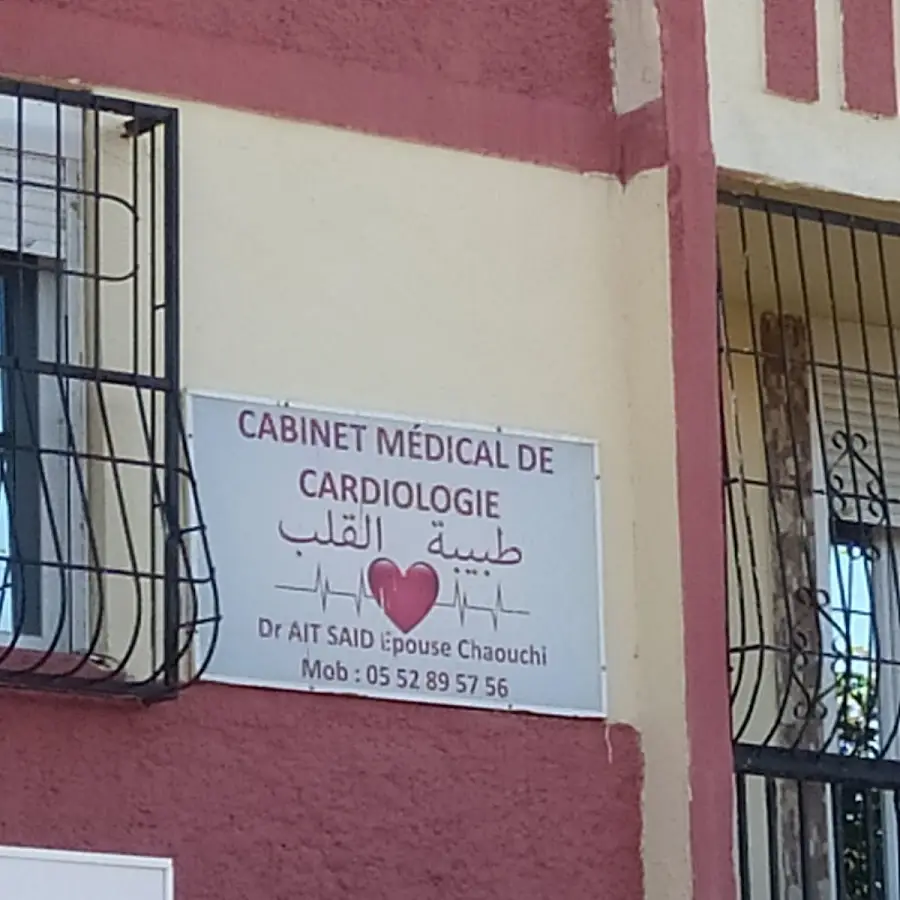 CABINET MÉDICAL DE
CARDIOLOGIE
طبيبة القلب
Dr AIT SAID Epouse Chaouchi
Mob : 05 52 89 57 56